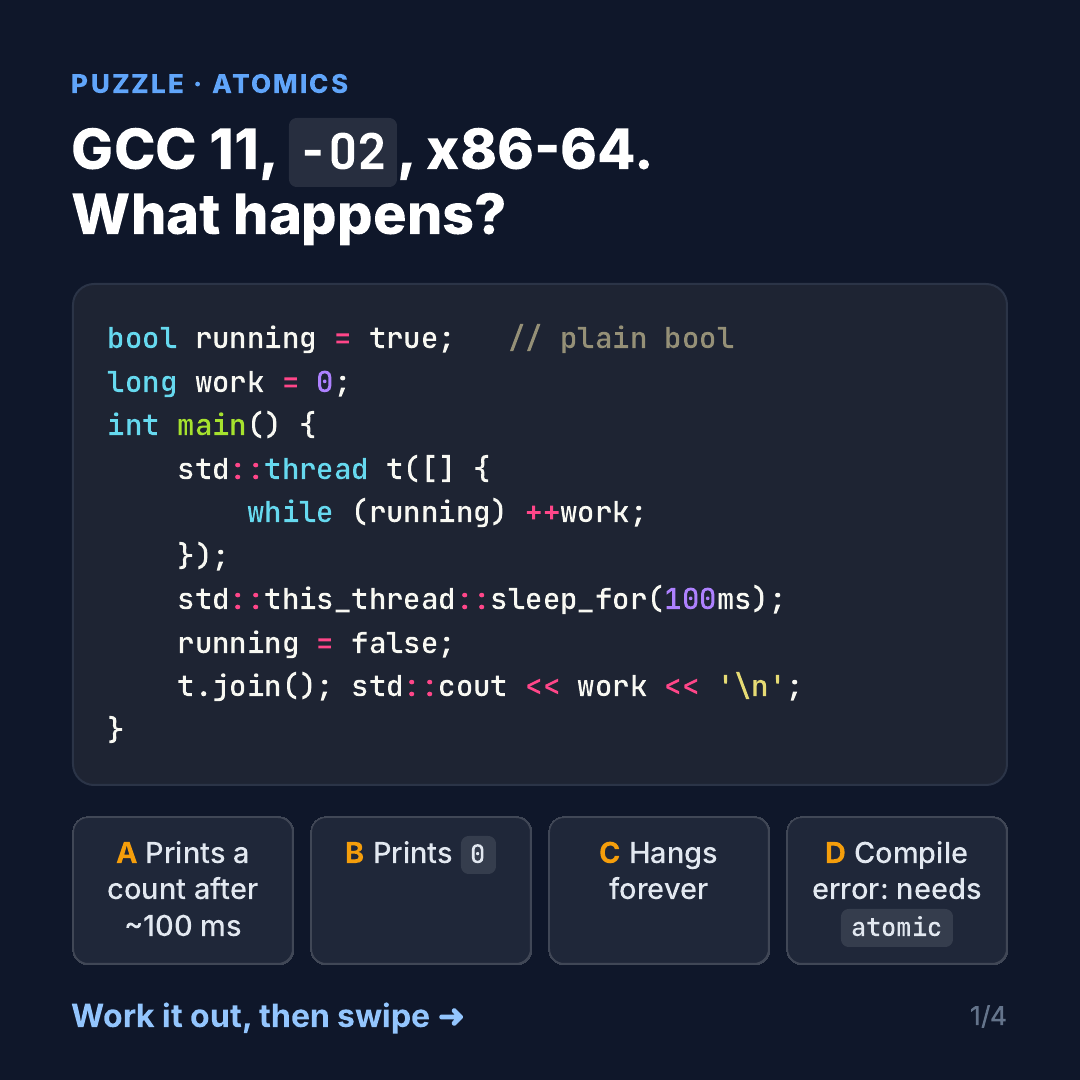 PUZZLE · ATOMICS
GCC 11, -O2, x86-64.
What happens?
bool running = true;   // plain bool
long work = 0;
int main() {
    std::thread t([] {
        while (running) ++work;
    });
    std::this_thread::sleep_for(100ms);
    running = false;
    t.join(); std::cout << work << '\n';
}
A Prints a
count after
~100 ms
B Prints 0
C Hangs
forever
D Compile
error: needs
atomic
Work it out, then swipe ➜
1/4